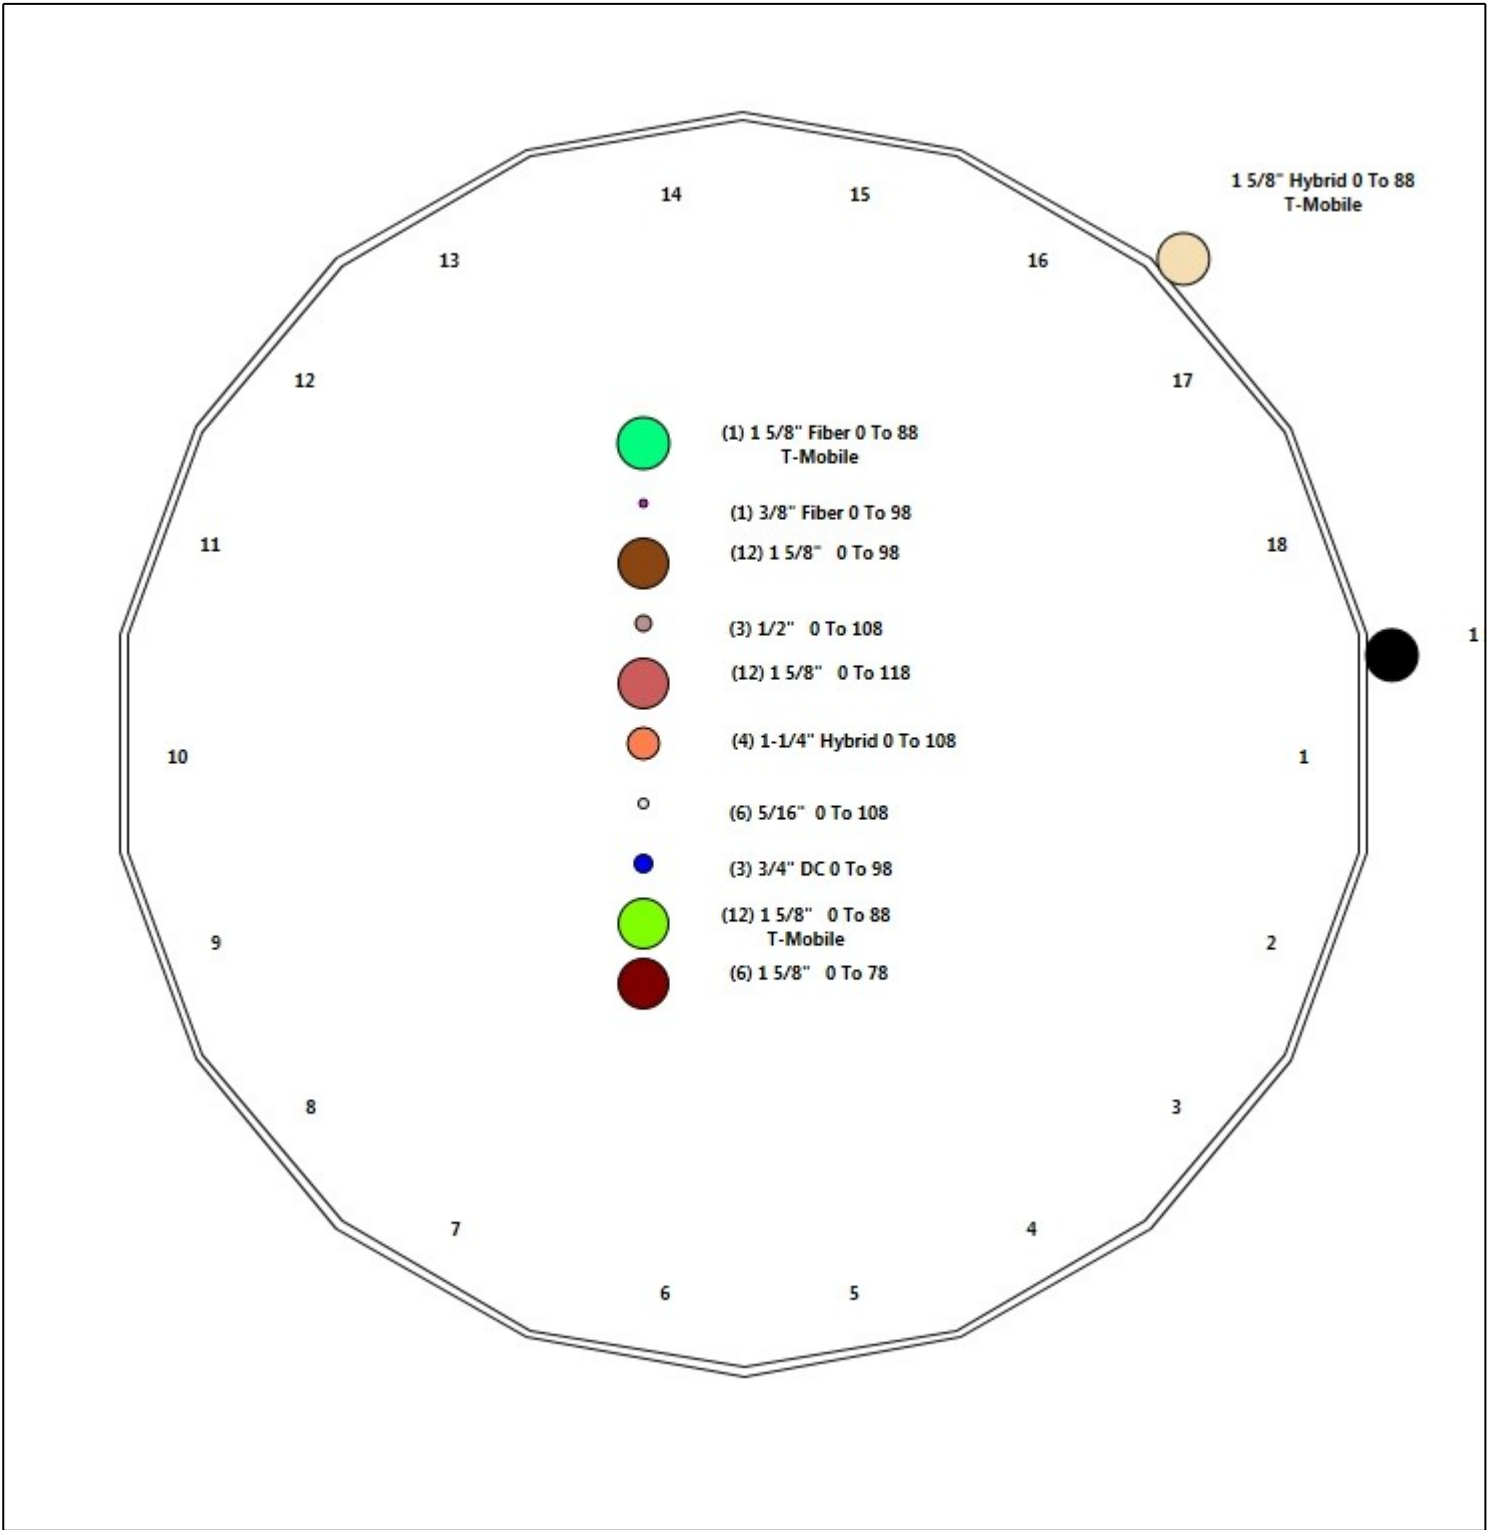 1 5/8" Hybrid 0 To 88
T-Mobile
14
15
13
16
12
17
(1) 1 5/8" Fiber 0 To 88
T-Mobile
(1) 3/8" Fiber 0 To 98
11
(12) 1 5/8" 0 To 98
18
(3) 1/2" 0 To 108
1
(12) 1 5/8" 0 To 118
(4) 1-1/4" Hybrid 0 To 108
10
1
(6) 5/16" 0 To 108
(3) 3/4" DC 0 To 98
(12) 1 5/8" 0 To 88
T-Mobile
9
2
(6) 1 5/8" 0 To 78
8
3
7
4
6
5